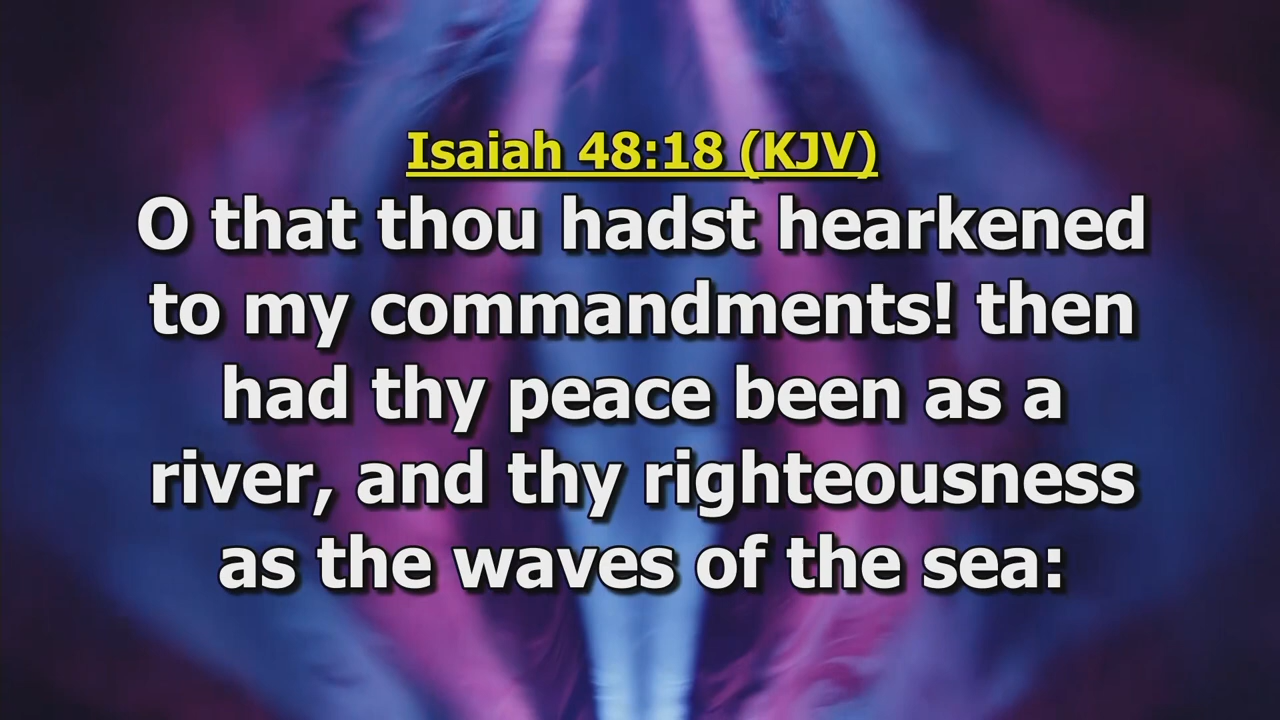 Isaiah 48:18 (KJV)
O that thou hadst hearkened
to my commandments! then
had thy peace been as a
river, and thy righteousness
as the waves of the sea: